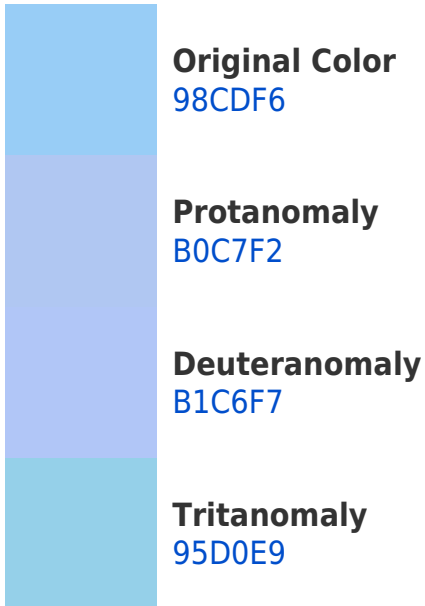 Original Color
98CDF6
Protanomaly
B0C7F2
Deuteranomaly
B1C6F7
Tritanomaly
95D0E9